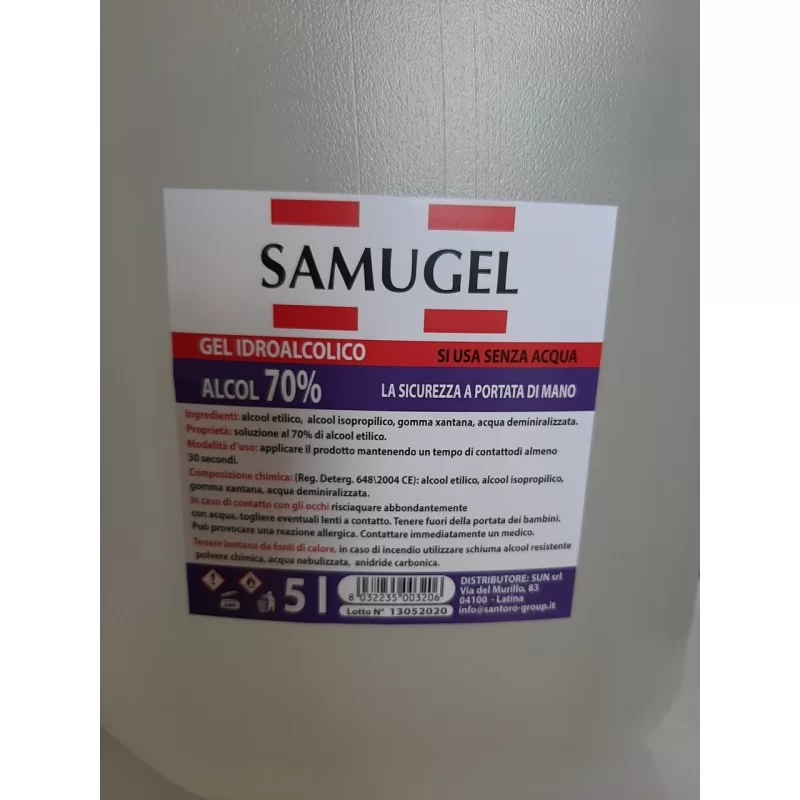 SAMUGEL
GEL IDROALCOLICO SI USA SENZA ACQUA
ALCOL 70% LA SICUREZZA A PORTATA DI MANO
Ingredienti: alcool etilico, alcool isopropilico, gomma xantana, acqua deminiralizzata.
Proprietà: soluzione al 70% di alcool etilico.
Modalità d'uso: applicare il prodotto mantenendo un tempo di contattodi almeno
30 secondi.
Composizione chimica: (Reg. Deterg. 648\2004 CE): alcool etilico, alcool isopropilico,
gomma xantana, acqua deminiralizzata.
In caso di contatto con gli occhi risciaquare abbondantemente
con acqua, togliere eventuali lenti a contatto. Tenere fuori della portata dei bambini.
Può provocare una reazione allergica. Contattare immediatamente un medico.
Tenere lontano da fonti di calore, in caso di incendio utilizzare schiuma alcool resistente
polvere chimica, acqua nebulizzata, anidride carbonica.
5 l
8 032235 003206
Lotto N° 13052020
DISTRIBUTORE: SUN srl
Via del Murillo, 83
04100 - Latina
info@santoro-group.it